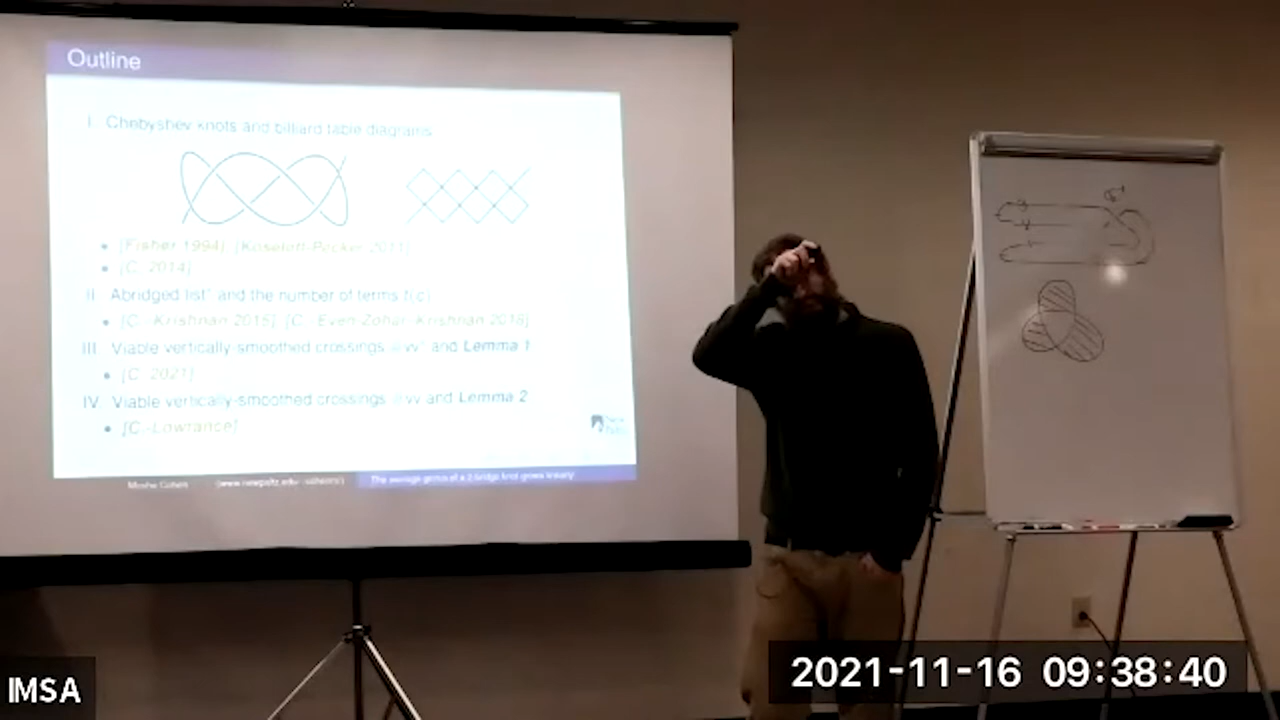 Outline
I. Chebyshev knots and billiard table diagrams
• [Fisher 1994], [Koseleff-Pecker 2011]
• [C. 2014]
II. Abridged list* and the number of terms t(c)
• [C.-Krishnan 2015], [C.-Even-Zohar-Krishnan 2018]
III. Viable vertically-smoothed crossings and Lemma 1
• [C. 2021]
IV. Viable vertically-smoothed crossings and Lemma 2
• [C.-Lowrance]
Moshe Cohen
The average genus of a 2-bridge knot grows linearly
IMSA
2021-11-16 09:38:40